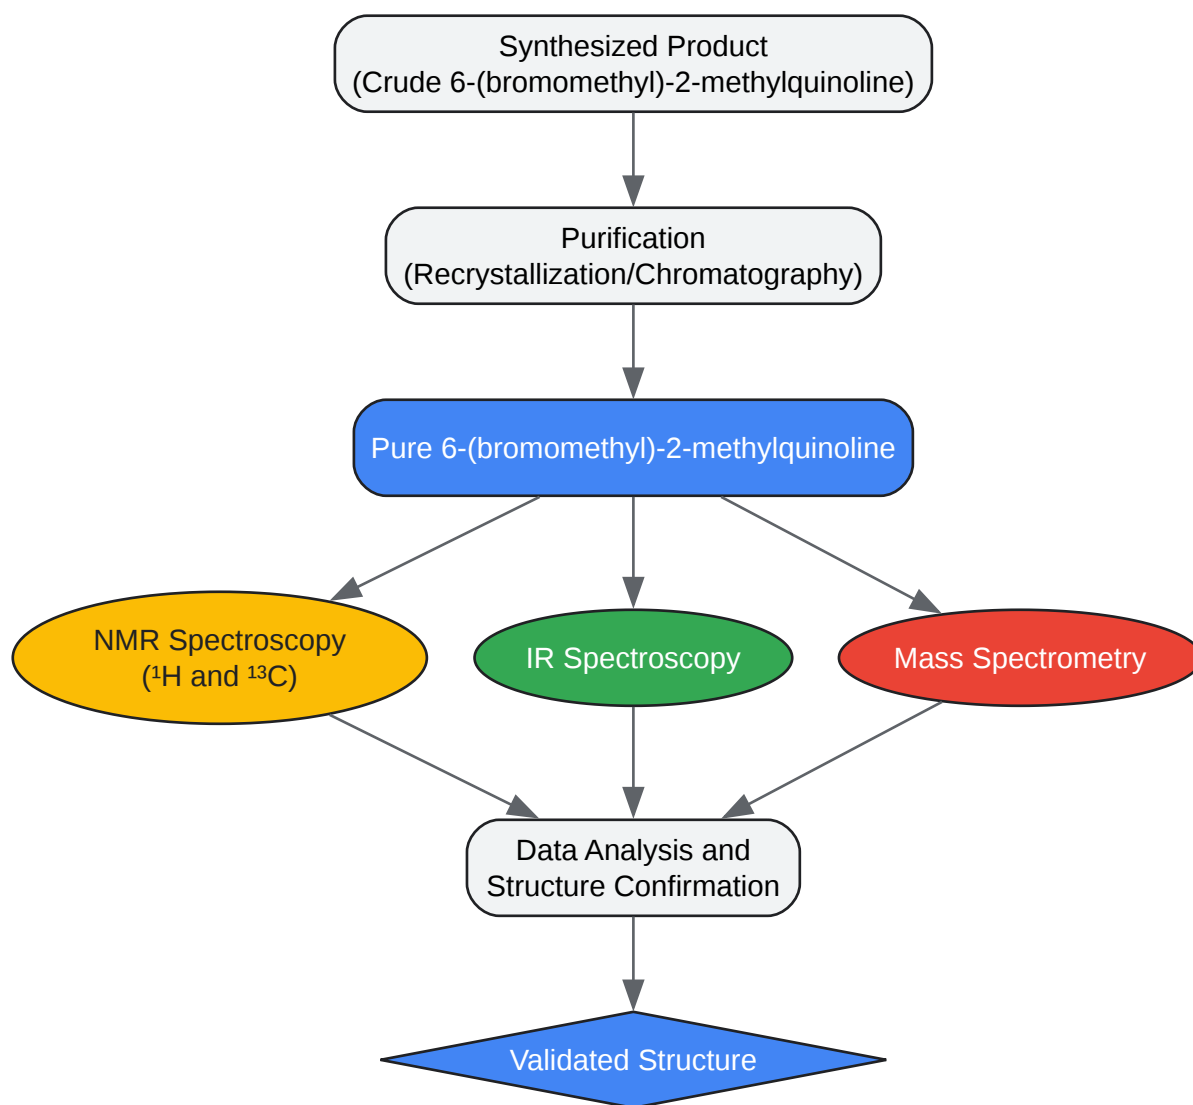 Synthesized Product
(Crude 6-(bromomethyl)-2-methylquinoline)
Purification
(Recrystallization/Chromatography)
Pure 6-(bromomethyl)-2-methylquinoline
NMR Spectroscopy
(¹H and ¹³C)
IR Spectroscopy
Mass Spectrometry
Data Analysis and
Structure Confirmation
Validated Structure